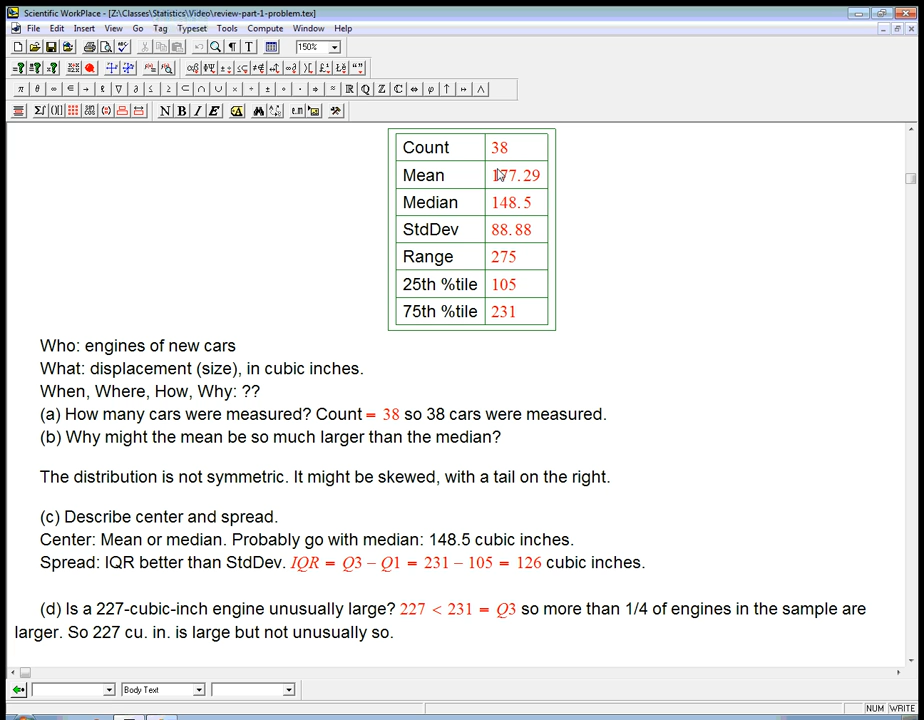 Scientific WorkPlace - [Z:\Classes\Statistics\Video\review-part-1-problem.tex]
File Edit Insert View Go Tag Typeset Tools Compute Window Help
150%
N B I E
Count 38
Mean 177.29
Median 148.5
StdDev 88.88
Range 275
25th %tile 105
75th %tile 231
Who: engines of new cars
What: displacement (size), in cubic inches.
When, Where, How, Why: ??
(a) How many cars were measured? Count = 38 so 38 cars were measured.
(b) Why might the mean be so much larger than the median?
The distribution is not symmetric. It might be skewed, with a tail on the right.
(c) Describe center and spread.
Center: Mean or median. Probably go with median: 148.5 cubic inches.
Spread: IQR better than StdDev. IQR = Q3 − Q1 = 231 − 105 = 126 cubic inches.
(d) Is a 227-cubic-inch engine unusually large? 227 < 231 = Q3 so more than 1/4 of engines in the sample are
larger. So 227 cu. in. is large but not unusually so.
Body Text
NUM WRITE